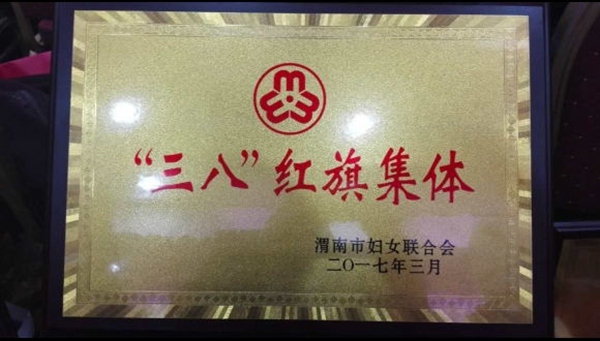 “三八”红旗集体
渭南市妇女联合会
二〇一七年三月